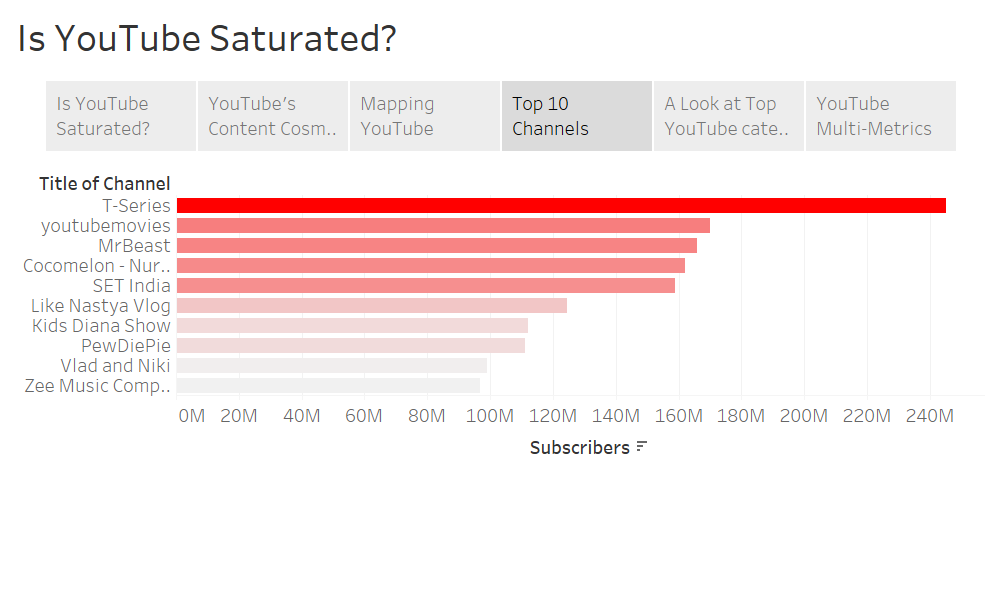 Is YouTube Saturated?
Is YouTube
Saturated?
YouTube's
Content Cosm..
Mapping
YouTube
Top 10
Channels
A Look at Top
YouTube cate..
YouTube
Multi-Metrics
Title of Channel
T-Series
youtubemovies
MrBeast
Cocomelon - Nur..
SET India
Like Nastya Vlog
Kids Diana Show
PewDiePie
Vlad and Niki
Zee Music Comp..
0M 20M 40M 60M 80M 100M 120M 140M 160M 180M 200M 220M 240M
Subscribers